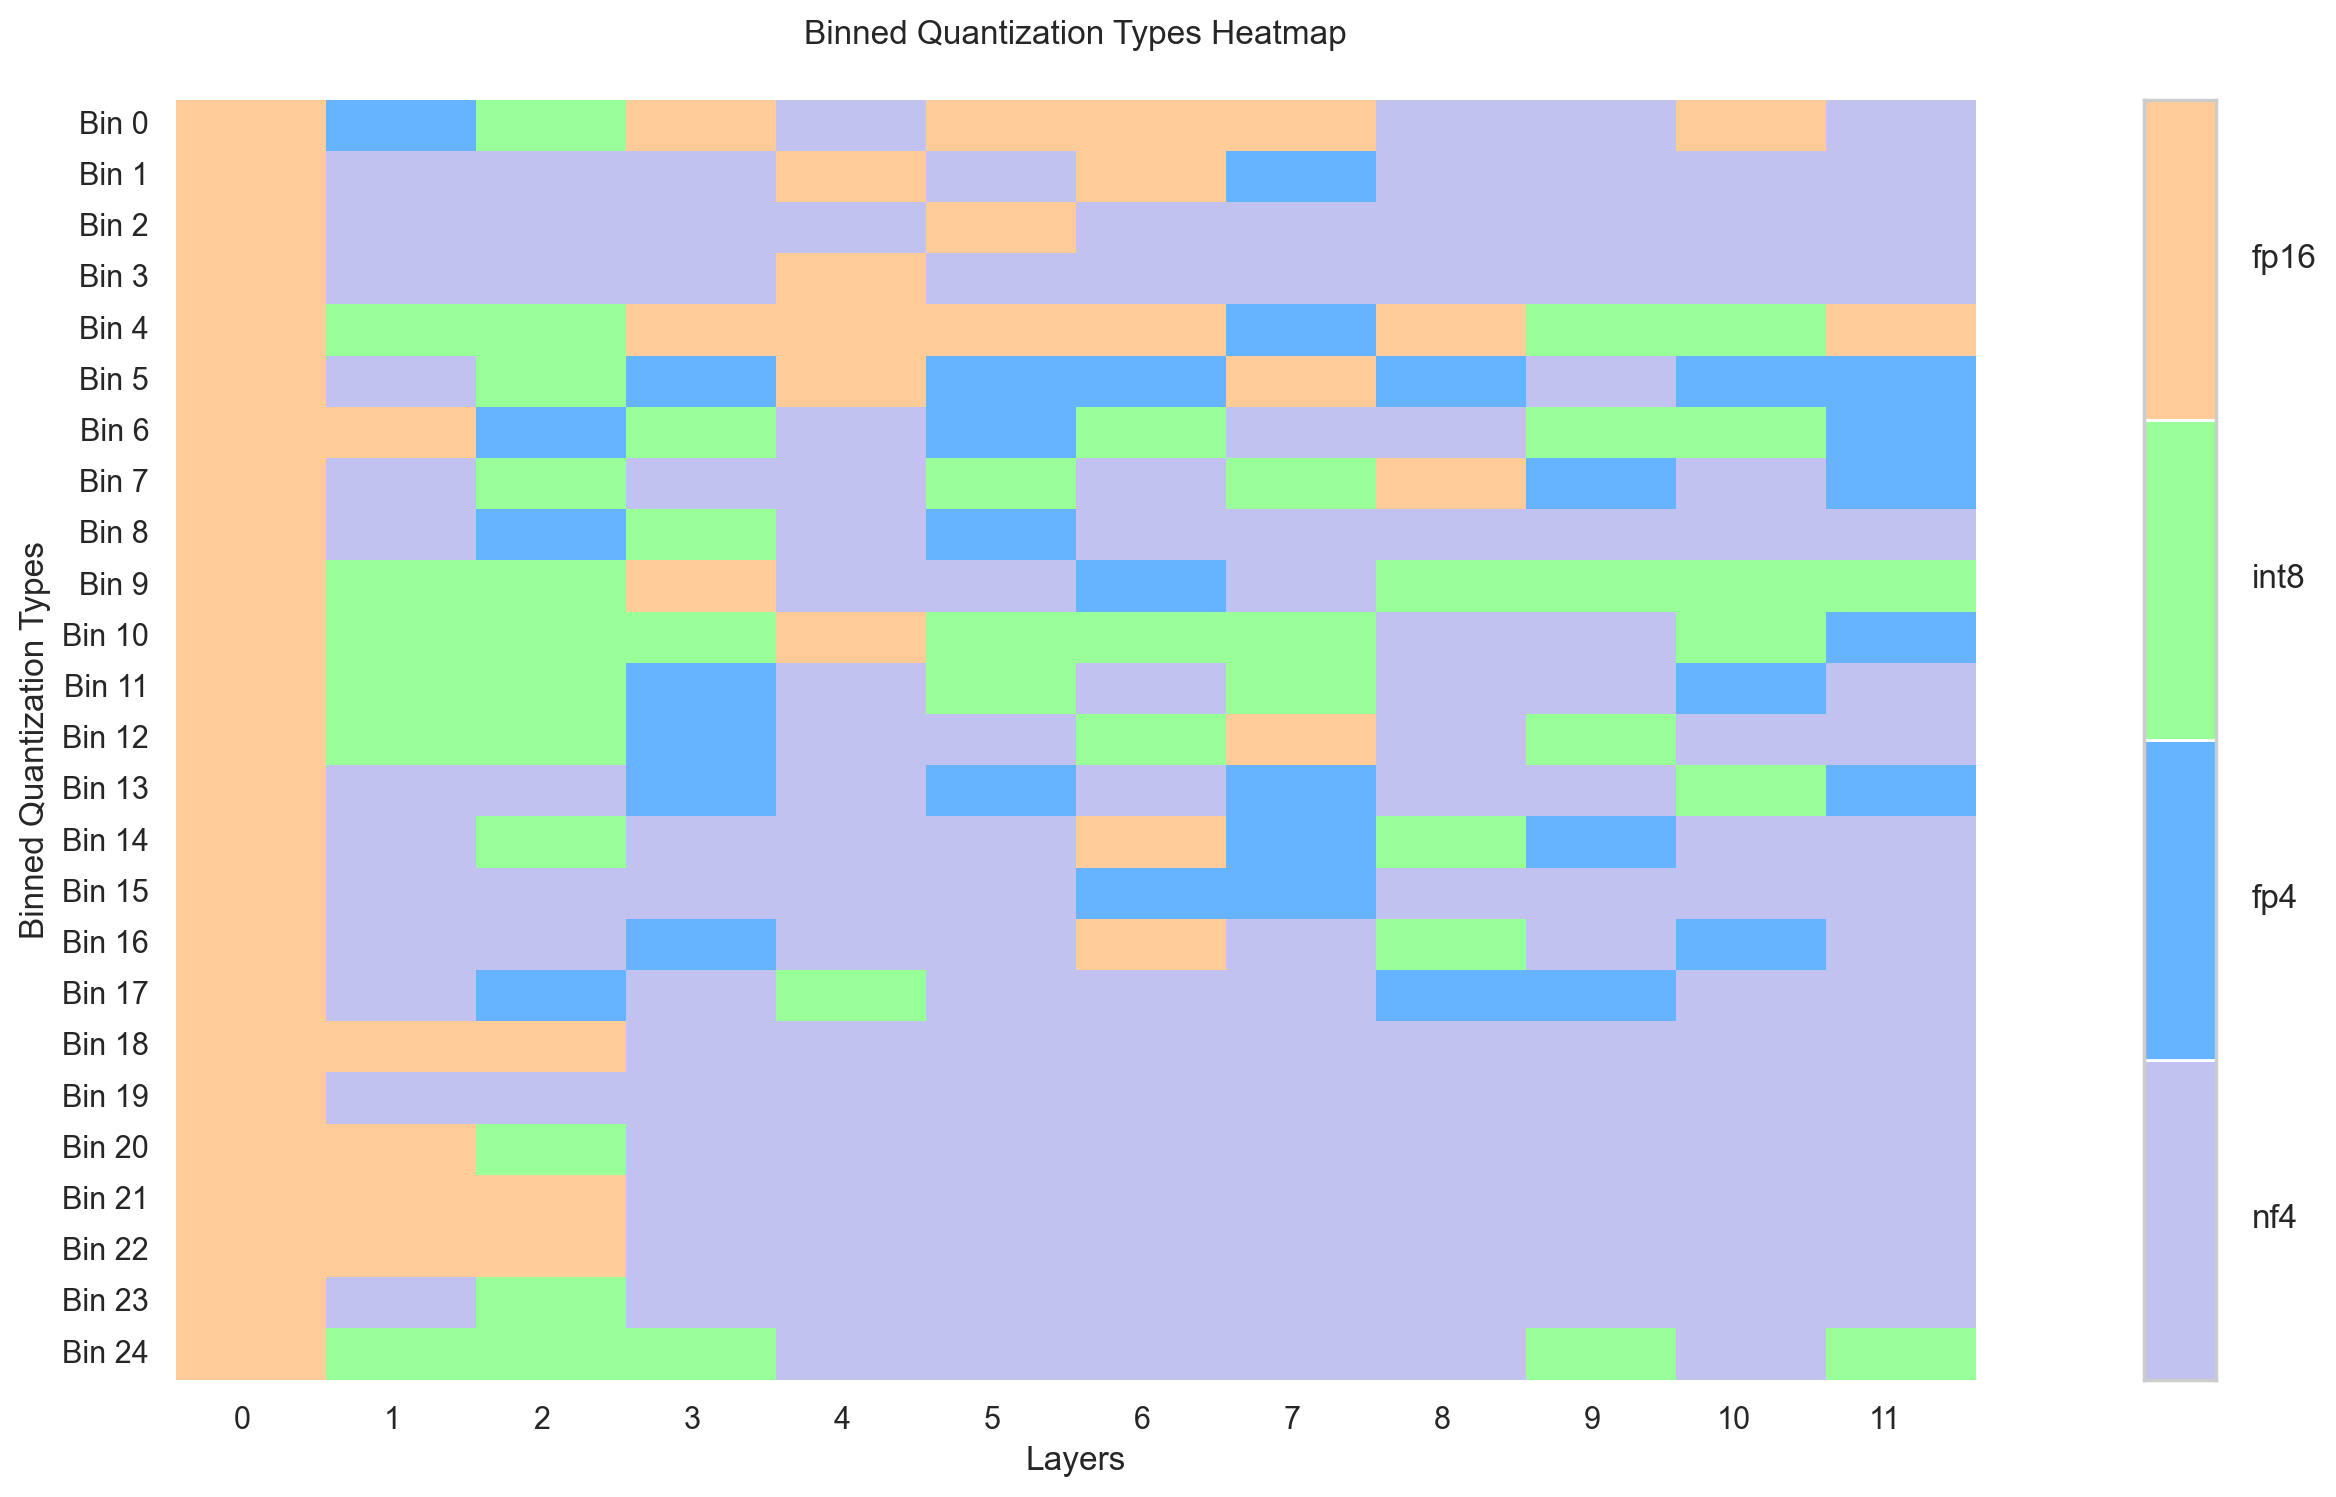 Binned Quantization Types Heatmap
Binned Quantization Types
Bin 0
Bin 1
Bin 2
Bin 3
Bin 4
Bin 5
Bin 6
Bin 7
Bin 8
Bin 9
Bin 10
Bin 11
Bin 12
Bin 13
Bin 14
Bin 15
Bin 16
Bin 17
Bin 18
Bin 19
Bin 20
Bin 21
Bin 22
Bin 23
Bin 24
0 1 2 3 4 5 6 7 8 9 10 11
Layers
fp16
int8
fp4
nf4